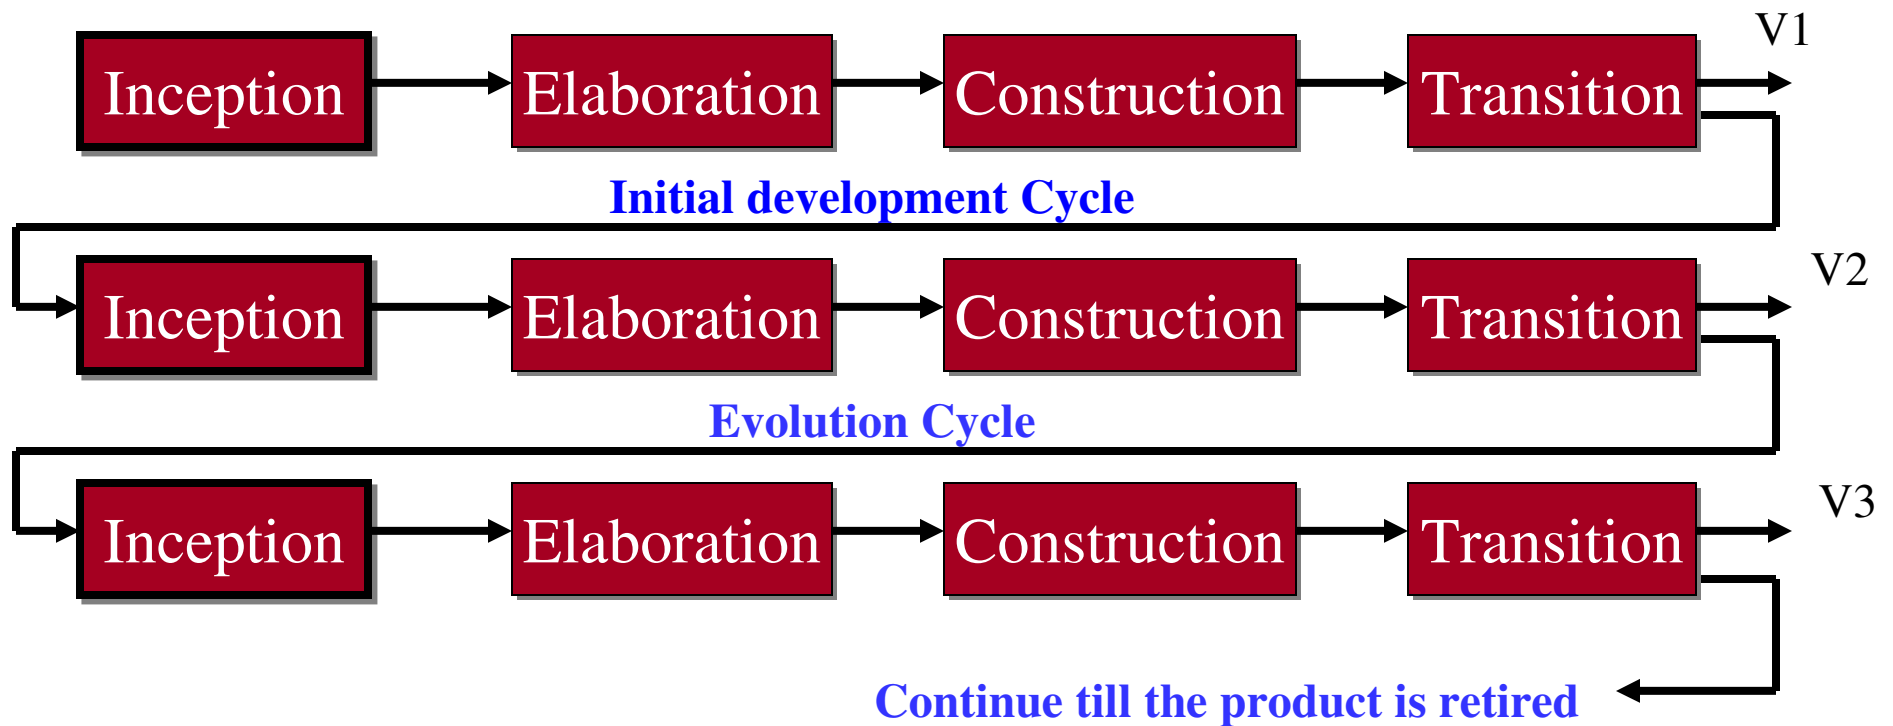 V1
Inception Elaboration Construction Transition
Initial development Cycle
V2
Inception Elaboration Construction Transition
Evolution Cycle
V3
Inception Elaboration Construction Transition
Continue till the product is retired